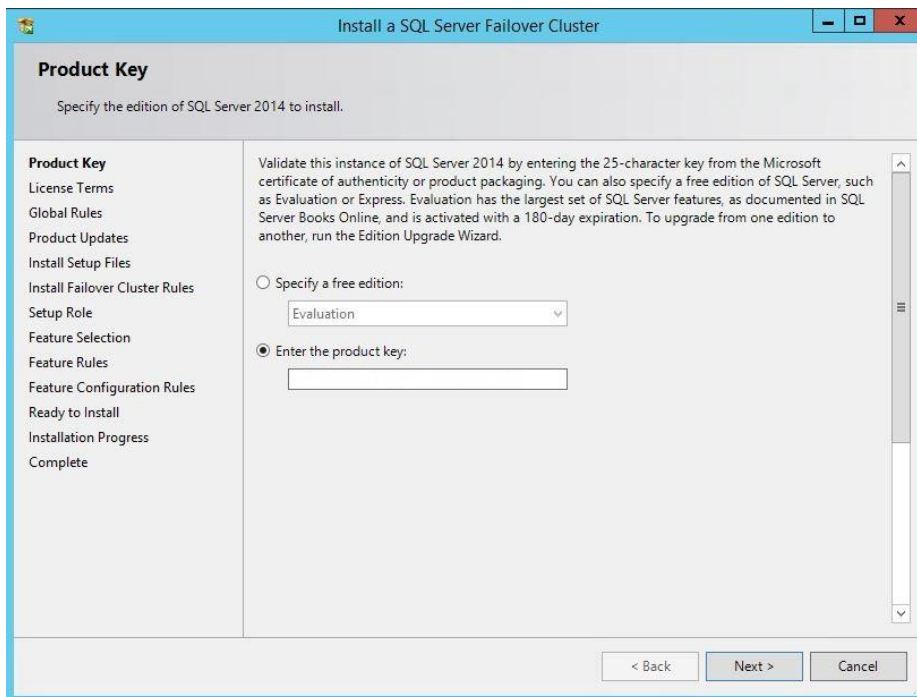 Install a SQL Server Failover Cluster
Product Key
Specify the edition of SQL Server 2014 to install.
Product Key
License Terms
Global Rules
Product Updates
Install Setup Files
Install Failover Cluster Rules
Setup Role
Feature Selection
Feature Rules
Feature Configuration Rules
Ready to Install
Installation Progress
Complete
Validate this instance of SQL Server 2014 by entering the 25-character key from the Microsoft
certificate of authenticity or product packaging. You can also specify a free edition of SQL Server, such
as Evaluation or Express. Evaluation has the largest set of SQL Server features, as documented in SQL
Server Books Online, and is activated with a 180-day expiration. To upgrade from one edition to
another, run the Edition Upgrade Wizard.
Specify a free edition:
Evaluation
Enter the product key:
< Back
Next >
Cancel